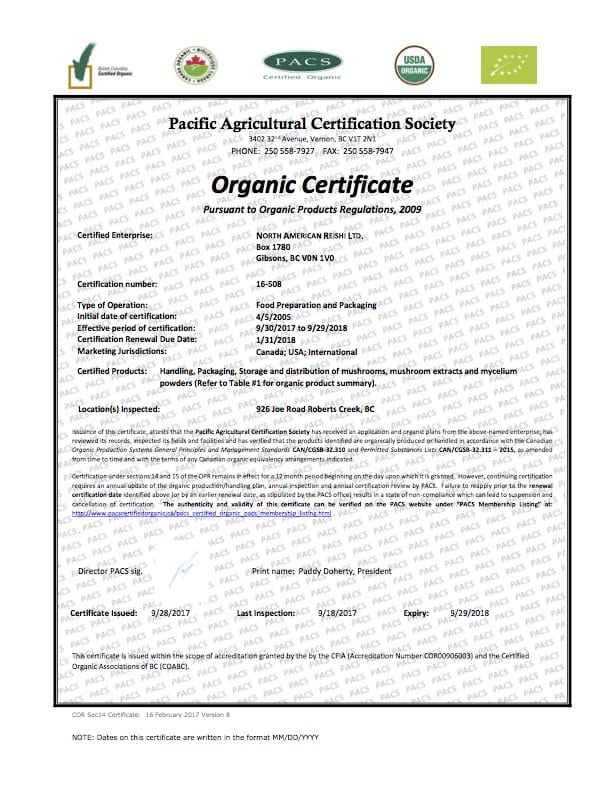 British Columbia
Certified Organic
CANADA ORGANIC • BIOLOGIQUE CANADA
PACS
Certified Organic
USDA
ORGANIC
Pacific Agricultural Certification Society
3402 32nd Avenue, Vernon, BC V1T 2N1
PHONE: 250 558-7927 FAX: 250 558-7947
Organic Certificate
Pursuant to Organic Products Regulations, 2009
Certified Enterprise: NORTH AMERICAN REISHI LTD.
Box 1780
Gibsons, BC V0N 1V0
Certification number: 16-508
Type of Operation: Food Preparation and Packaging
Initial date of certification: 4/5/2005
Effective period of certification: 9/30/2017 to 9/29/2018
Certification Renewal Due Date: 1/31/2018
Marketing Jurisdictions: Canada; USA; International
Certified Products: Handling, Packaging, Storage and distribution of mushrooms, mushroom extracts and mycelium
powders (Refer to Table #1 for organic product summary).
Location(s) Inspected: 926 Joe Road Roberts Creek, BC
Issuance of this certificate, attests that the Pacific Agricultural Certification Society has received an application and organic plans from the above-named enterprise, has
reviewed its records, inspected its fields and facilities and has verified that the products identified are organically produced or handled in accordance with the Canadian
Organic Production Systems General Principles and Management Standards CAN/CGSB-32.310 and Permitted Substances Lists CAN/CGSB-32.311 – 2015, as amended
from time to time and with the terms of any Canadian organic equivalency arrangements indicated.
Certification under sections 14 and 15 of the OPR remains in effect for a 12 month period beginning on the day upon which it is granted. However, continuing certification
requires an annual update of the organic production/handling plan, annual inspection and annual certification review by PACS. Failure to reapply prior to the renewal
certification date identified above (or by an earlier renewal date, as stipulated by the PACS office) results in a state of non-compliance which can lead to suspension and
cancellation of certification. The authenticity and validity of this certificate can be verified on the PACS website under "PACS Membership Listing" at:
http://www.pacscertifiedorganic.ca/pacs_certified_organic_pacs_membership_listing.html .
Director PACS sig. Print name: Paddy Doherty, President
Certificate Issued: 9/28/2017 Last Inspection: 9/18/2017 Expiry: 9/29/2018
This certificate is issued within the scope of accreditation granted by the by the CFIA (Accreditation Number COR00906003) and the Certified
Organic Associations of BC (COABC).
COR Sec14 Certificate: 16 February 2017 Version 8
NOTE: Dates on this certificate are written in the format MM/DD/YYYY